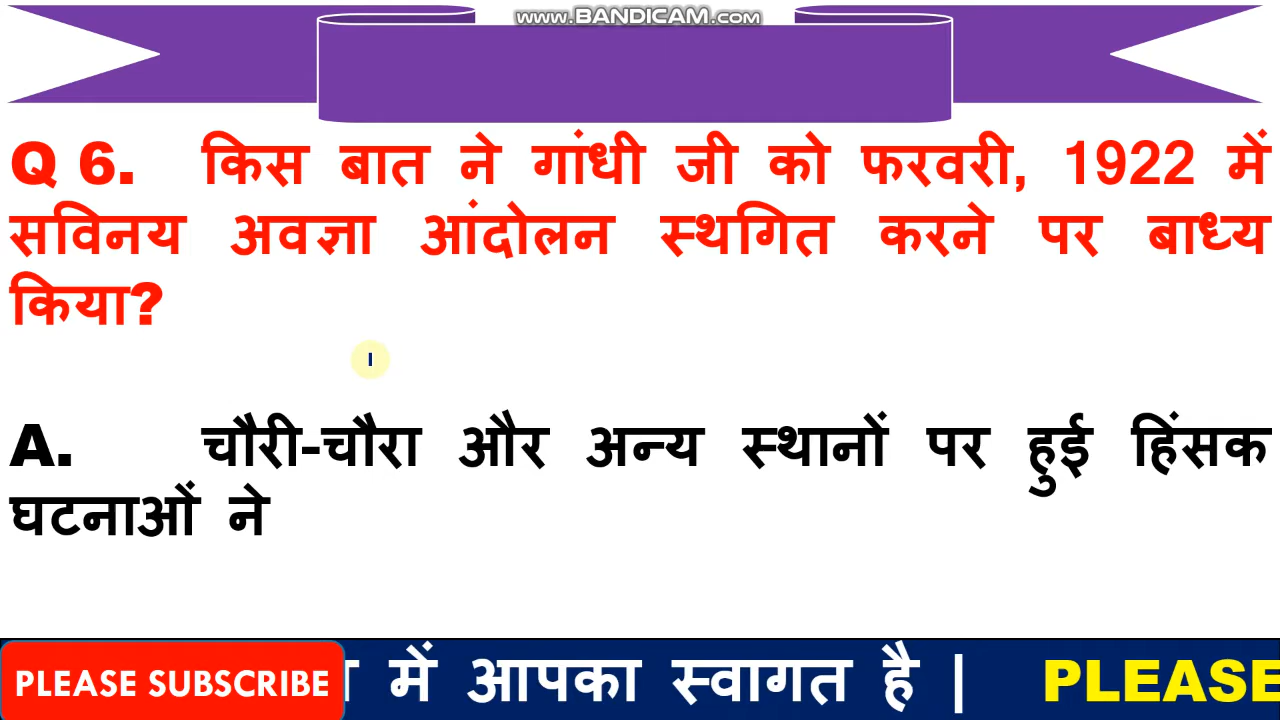 www.BANDICAM.com
Q 6. किस बात ने गांधी जी को फरवरी, 1922 में
सविनय अवज्ञा आंदोलन स्थगित करने पर बाध्य
किया?
A. चौरी-चौरा और अन्य स्थानों पर हुई हिंसक
घटनाओं ने
PLEASE SUBSCRIBE में आपका स्वागत है | PLEASE